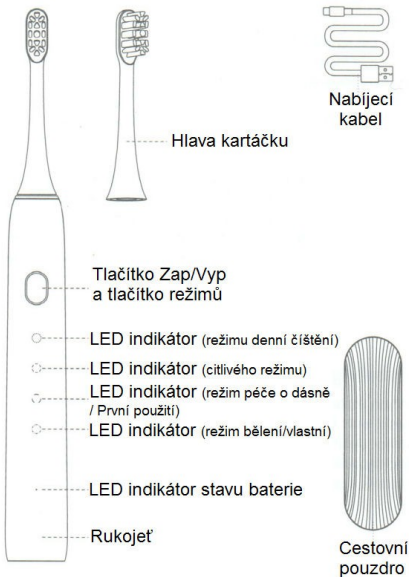 Nabíjecí
kabel
Hlava kartáčku
Tlačítko Zap/Vyp
a tlačítko režimů
LED indikátor (režimu denní číštění)
LED indikátor (citlivého režimu)
LED indikátor (režim péče o dásně
/ První použití)
LED indikátor (režim bělení/vlastní)
LED indikátor stavu baterie
Rukojeť
Cestovní
pouzdro